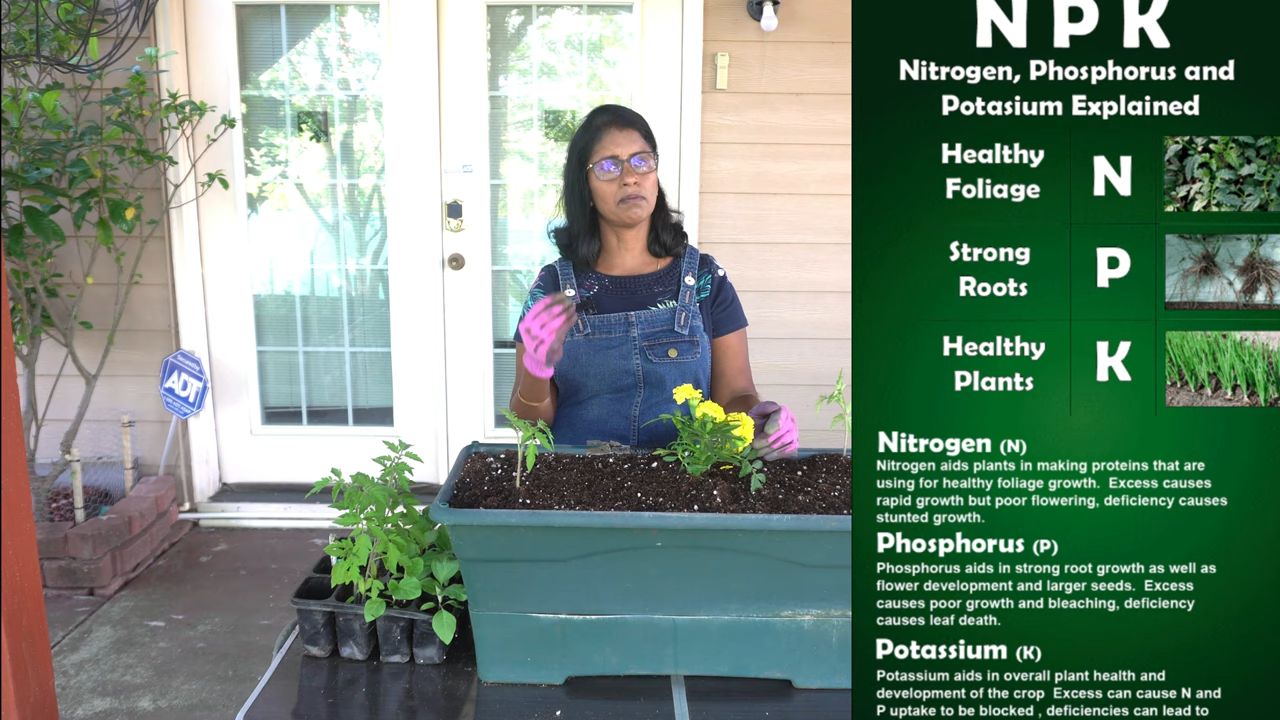 N P K
Nitrogen, Phosphorus and
Potasium Explained
Healthy
Foliage
N
Strong
Roots
P
Healthy
Plants
K
Nitrogen (N)
Nitrogen aids plants in making proteins that are
using for healthy foliage growth. Excess causes
rapid growth but poor flowering, deficiency causes
stunted growth.
Phosphorus (P)
Phosphorus aids in strong root growth as well as
flower development and larger seeds. Excess
causes poor growth and bleaching, deficiency
causes leaf death.
Potassium (K)
Potassium aids in overall plant health and
development of the crop Excess can cause N and
P uptake to be blocked , deficiencies can lead to
ADT